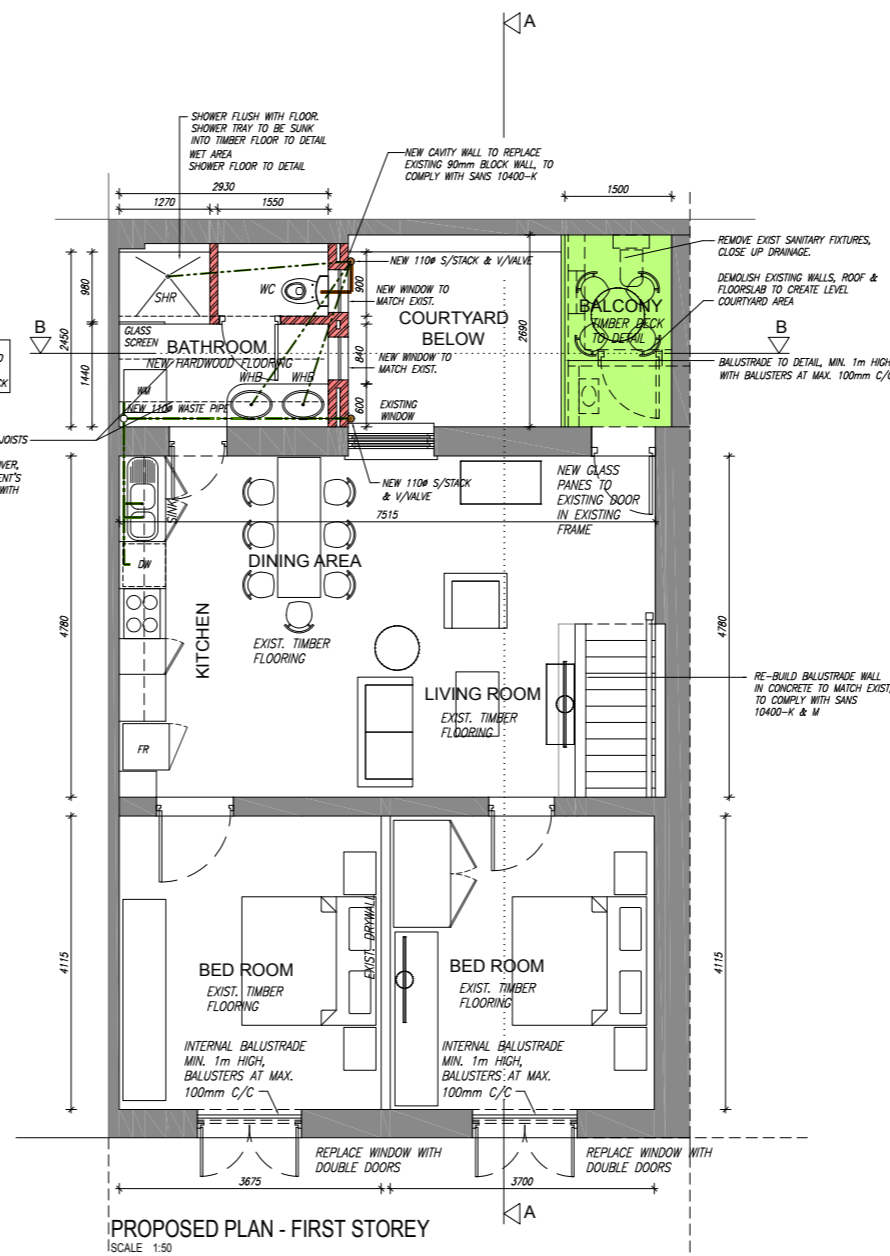 A
SHOWER FLUSH WITH FLOOR.
SHOWER TRAY TO BE SUNK
INTO TIMBER FLOOR TO DETAIL
WET AREA
SHOWER FLOOR TO DETAIL
NEW CAVITY WALL TO REPLACE
EXISTING 90mm BLOCK WALL, TO
COMPLY WITH SANS 10400-K
2930
1270
1550
1500
REMOVE EXIST SANITARY FIXTURES,
CLOSE UP DRAINAGE.
DEMOLISH EXISTING WALLS, ROOF &
FLOORSLAB TO CREATE LEVEL
COURTYARD AREA
BALUSTRADE TO DETAIL, MIN. 1m HIGH
WITH BALUSTERS AT MAX. 100mm C/C
NEW 110ø S/STACK & V/VALVE
NEW WINDOW TO
MATCH EXIST.
NEW WINDOW TO
MATCH EXIST.
EXISTING
WINDOW
COURTYARD
BELOW
2690
BALCONY
TIMBER DECK
TO DETAIL
SHR
WC
GLASS
SCREEN
BATHROOM
NEW HARDWOOD FLOORING
WHB
WHB
WM
NEW 110ø WASTE PIPE
980
2450
1440
900
840
600
B
B
JOISTS
OVER,
ENT'S
WITH
NEW 110ø S/STACK
& V/VALVE
7515
NEW GLASS
PANES TO
EXISTING DOOR
IN EXISTING
FRAME
SINK
DW
DINING AREA
KITCHEN
EXIST. TIMBER
FLOORING
LIVING ROOM
EXIST. TIMBER
FLOORING
FR
4780
4780
RE-BUILD BALUSTRADE WALL
IN CONCRETE TO MATCH EXIST,
TO COMPLY WITH SANS
10400-K & M
4115
4115
EXIST. DRYWALL
BED ROOM
EXIST. TIMBER
FLOORING
BED ROOM
EXIST. TIMBER
FLOORING
INTERNAL BALUSTRADE
MIN. 1m HIGH,
BALUSTERS AT MAX.
100mm C/C
INTERNAL BALUSTRADE
MIN. 1m HIGH,
BALUSTERS AT MAX.
100mm C/C
REPLACE WINDOW WITH
DOUBLE DOORS
REPLACE WINDOW WITH
DOUBLE DOORS
3675
3700
A
PROPOSED PLAN - FIRST STOREY
SCALE 1:50